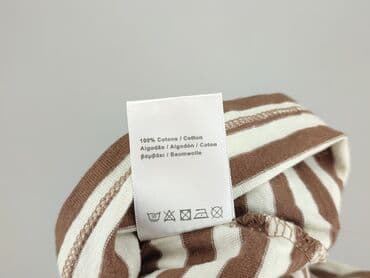 100% Cotone / Cotton
Algodão / Algodón / Coton
βαμβάκι / Baumwolle